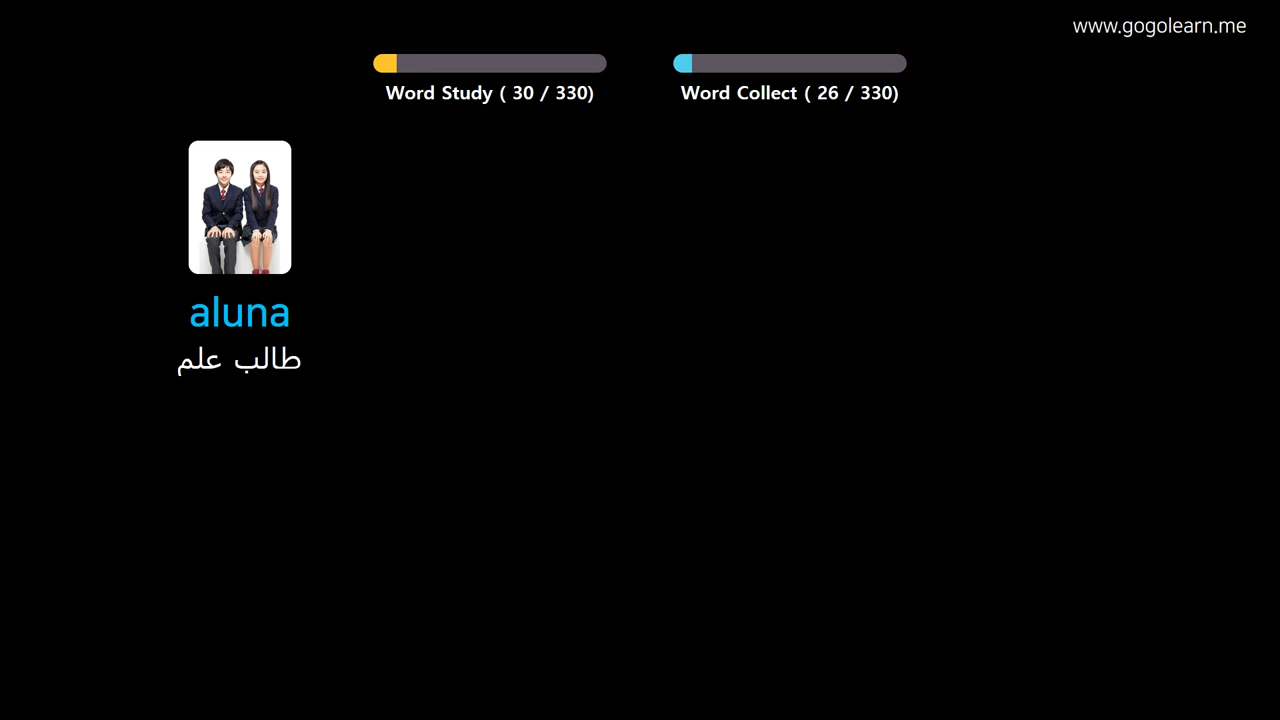 www.gogolearn.me
Word Study ( 30 / 330)
Word Collect ( 26 / 330)
aluna
طالب علم